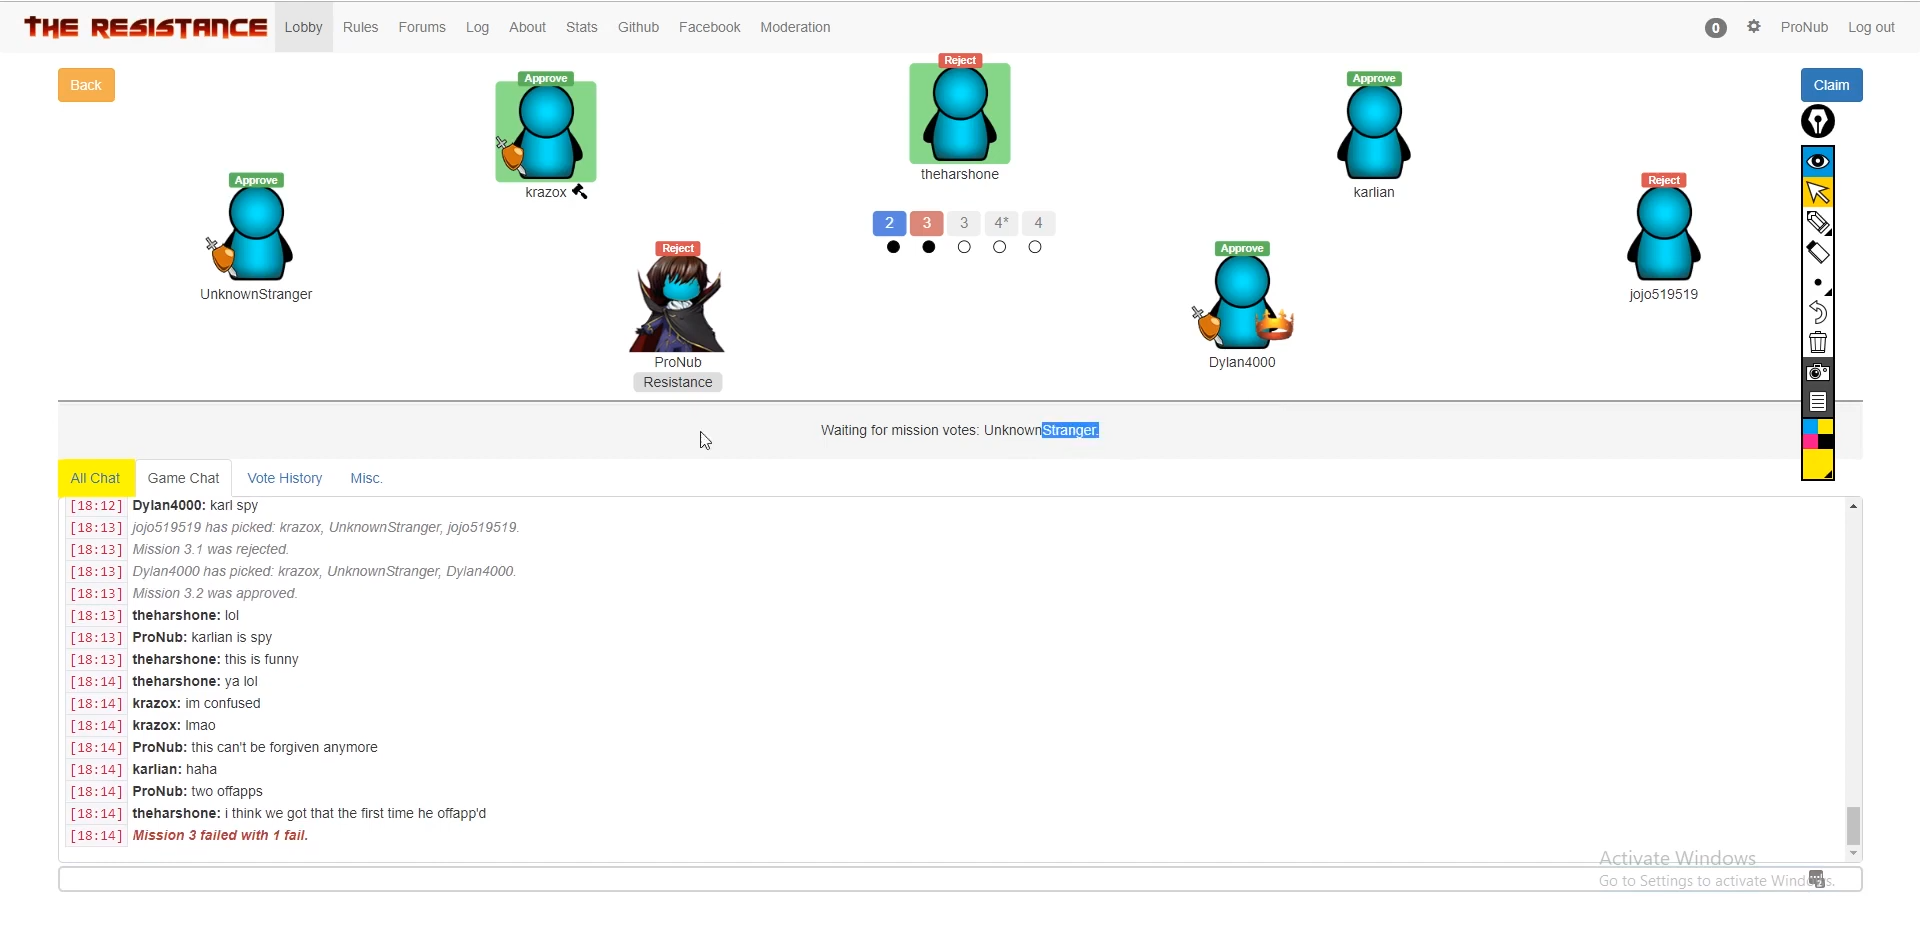 THE RESISTANCE Lobby Rules Forums Log About Stats Github Facebook Moderation 0 ProNub Log out
Back
Claim
Approve
krazox
Reject
theharshone
Approve
karlian
Approve
UnknownStranger
Reject
jojo519519
2 3 3 4* 4
Reject
ProNub
Resistance
Approve
Dylan4000
Waiting for mission votes: UnknownStranger.
All Chat Game Chat Vote History Misc.
[18:12] Dylan4000: karl spy
[18:13] jojo519519 has picked: krazox, UnknownStranger, jojo519519.
[18:13] Mission 3.1 was rejected.
[18:13] Dylan4000 has picked: krazox, UnknownStranger, Dylan4000.
[18:13] Mission 3.2 was approved.
[18:13] theharshone: lol
[18:13] ProNub: karlian is spy
[18:13] theharshone: this is funny
[18:14] theharshone: ya lol
[18:14] krazox: im confused
[18:14] krazox: lmao
[18:14] ProNub: this can't be forgiven anymore
[18:14] karlian: haha
[18:14] ProNub: two offapps
[18:14] theharshone: i think we got that the first time he offapp'd
[18:14] Mission 3 failed with 1 fail.
Activate Windows
Go to Settings to activate Windows.